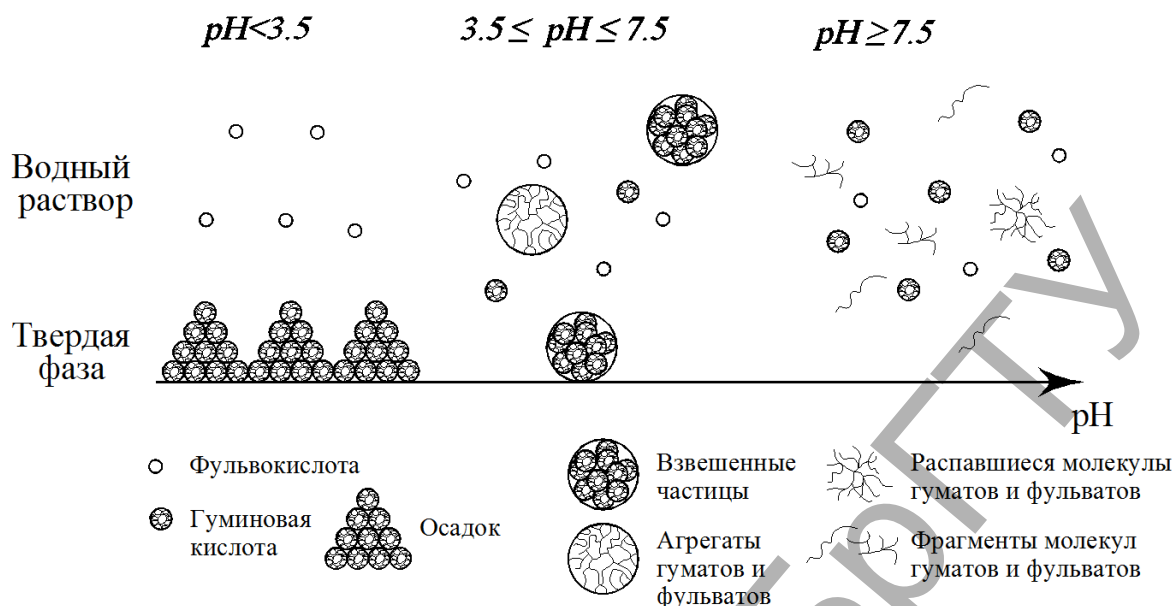 pH<3.5
3.5 ≤ pH ≤ 7.5
pH ≥ 7.5
Водный
раствор
Твердая
фаза
pH
Фульвокислота
Гуминовая
кислота
Осадок
Взвешенные
частицы
Агрегаты
гуматов и
фульватов
Распавшиеся молекулы
гуматов и фульватов
Фрагменты молекул
гуматов и фульватов
рГТУ